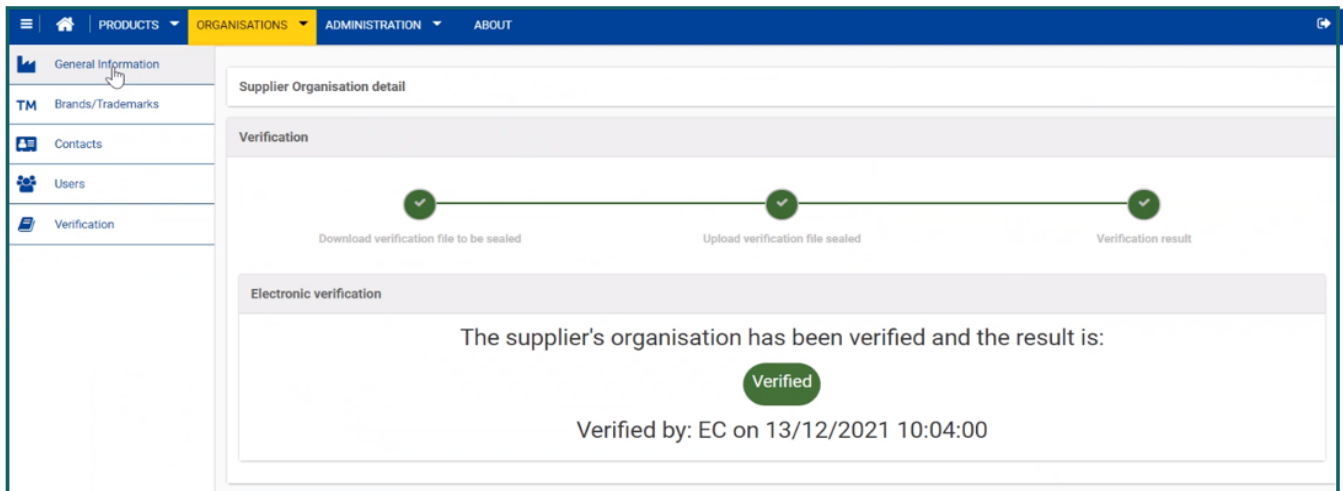 PRODUCTS ORGANISATIONS ADMINISTRATION ABOUT
General Information
TM Brands/Trademarks
Contacts
Users
Verification
Supplier Organisation detail
Verification
Download verification file to be sealed Upload verification file sealed Verification result
Electronic verification
The supplier's organisation has been verified and the result is:
Verified
Verified by: EC on 13/12/2021 10:04:00